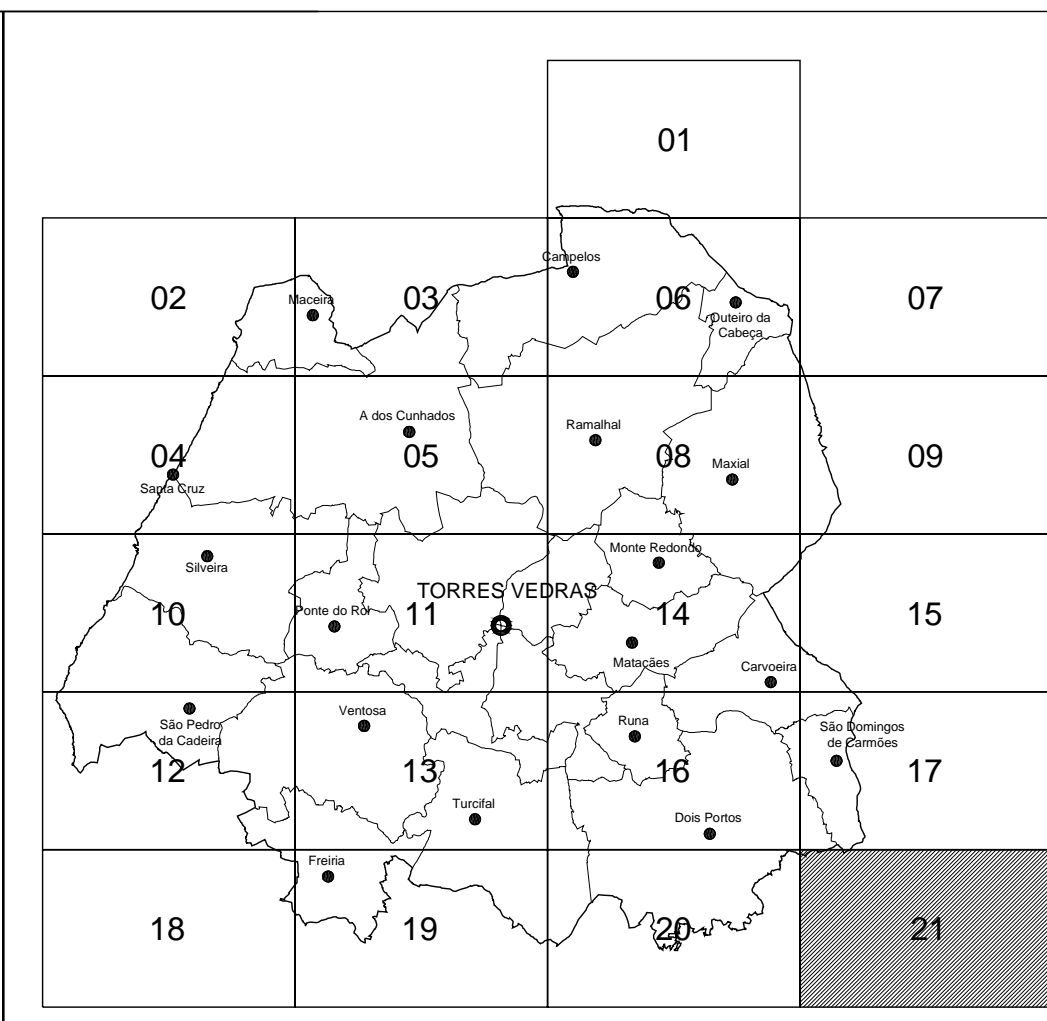 01
Campelos
02
Maceira
03
06
07
Outeiro da
Cabeça
A dos Cunhados
Ramalhal
04
05
08
Maxial
09
Santa Cruz
Monte Redondo
Silveira
TORRES VEDRAS
10
Ponte do Rol
11
14
15
Matacães
Carvoeira
São Pedro
da Cadeira
Ventosa
Runa
São Domingos
de Carmões
12
13
16
17
Turcifal
Dois Portos
Freiria
18
19
20
21